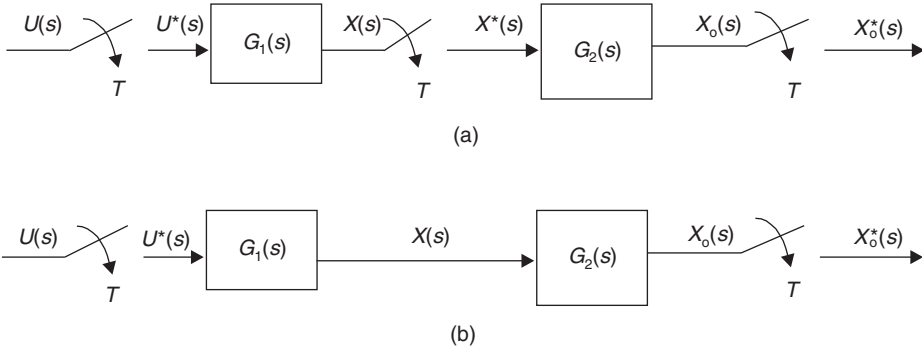 U(s) U*(s) G₁(s) X(s) X*(s) G₂(s) Xₒ(s) Xₒ*(s)
T T T
(a)
U(s) U*(s) G₁(s) X(s) G₂(s) Xₒ(s) Xₒ*(s)
T T
(b)